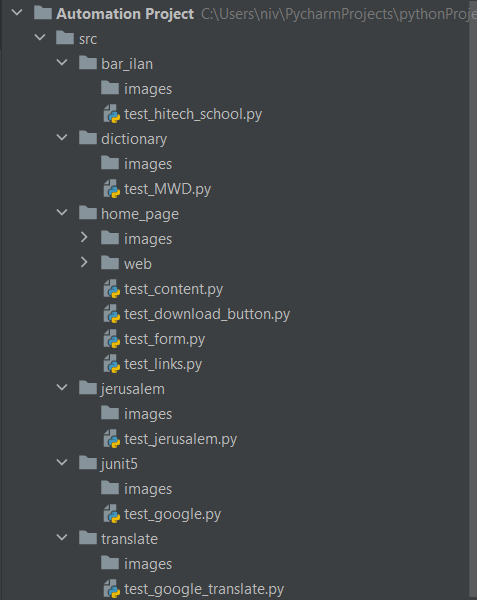 Automation Project C:\Users\niv\PycharmProjects\pythonProje
src
bar_ilan
images
test_hitech_school.py
dictionary
images
test_MWD.py
home_page
images
web
test_content.py
test_download_button.py
test_form.py
test_links.py
jerusalem
images
test_jerusalem.py
junit5
images
test_google.py
translate
images
test_google_translate.py